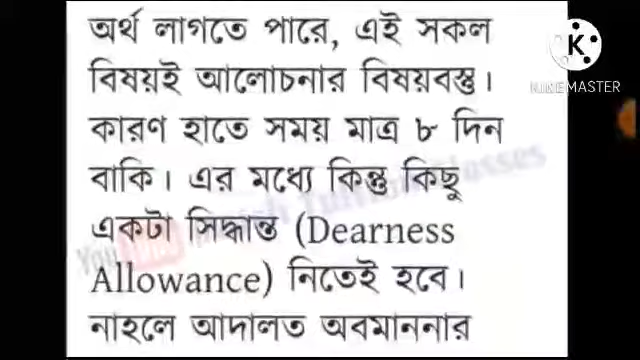 অর্থ লাগতে পারে, এই সকল
বিষয়ই আলোচনার বিষয়বস্তু।
কারণ হাতে সময় মাত্র ৮ দিন
বাকি। এর মধ্যে কিন্তু কিছু
একটা সিদ্ধান্ত (Dearness
Allowance) নিতেই হবে।
নাহলে আদালত অবমাননার
K
KINEMASTER